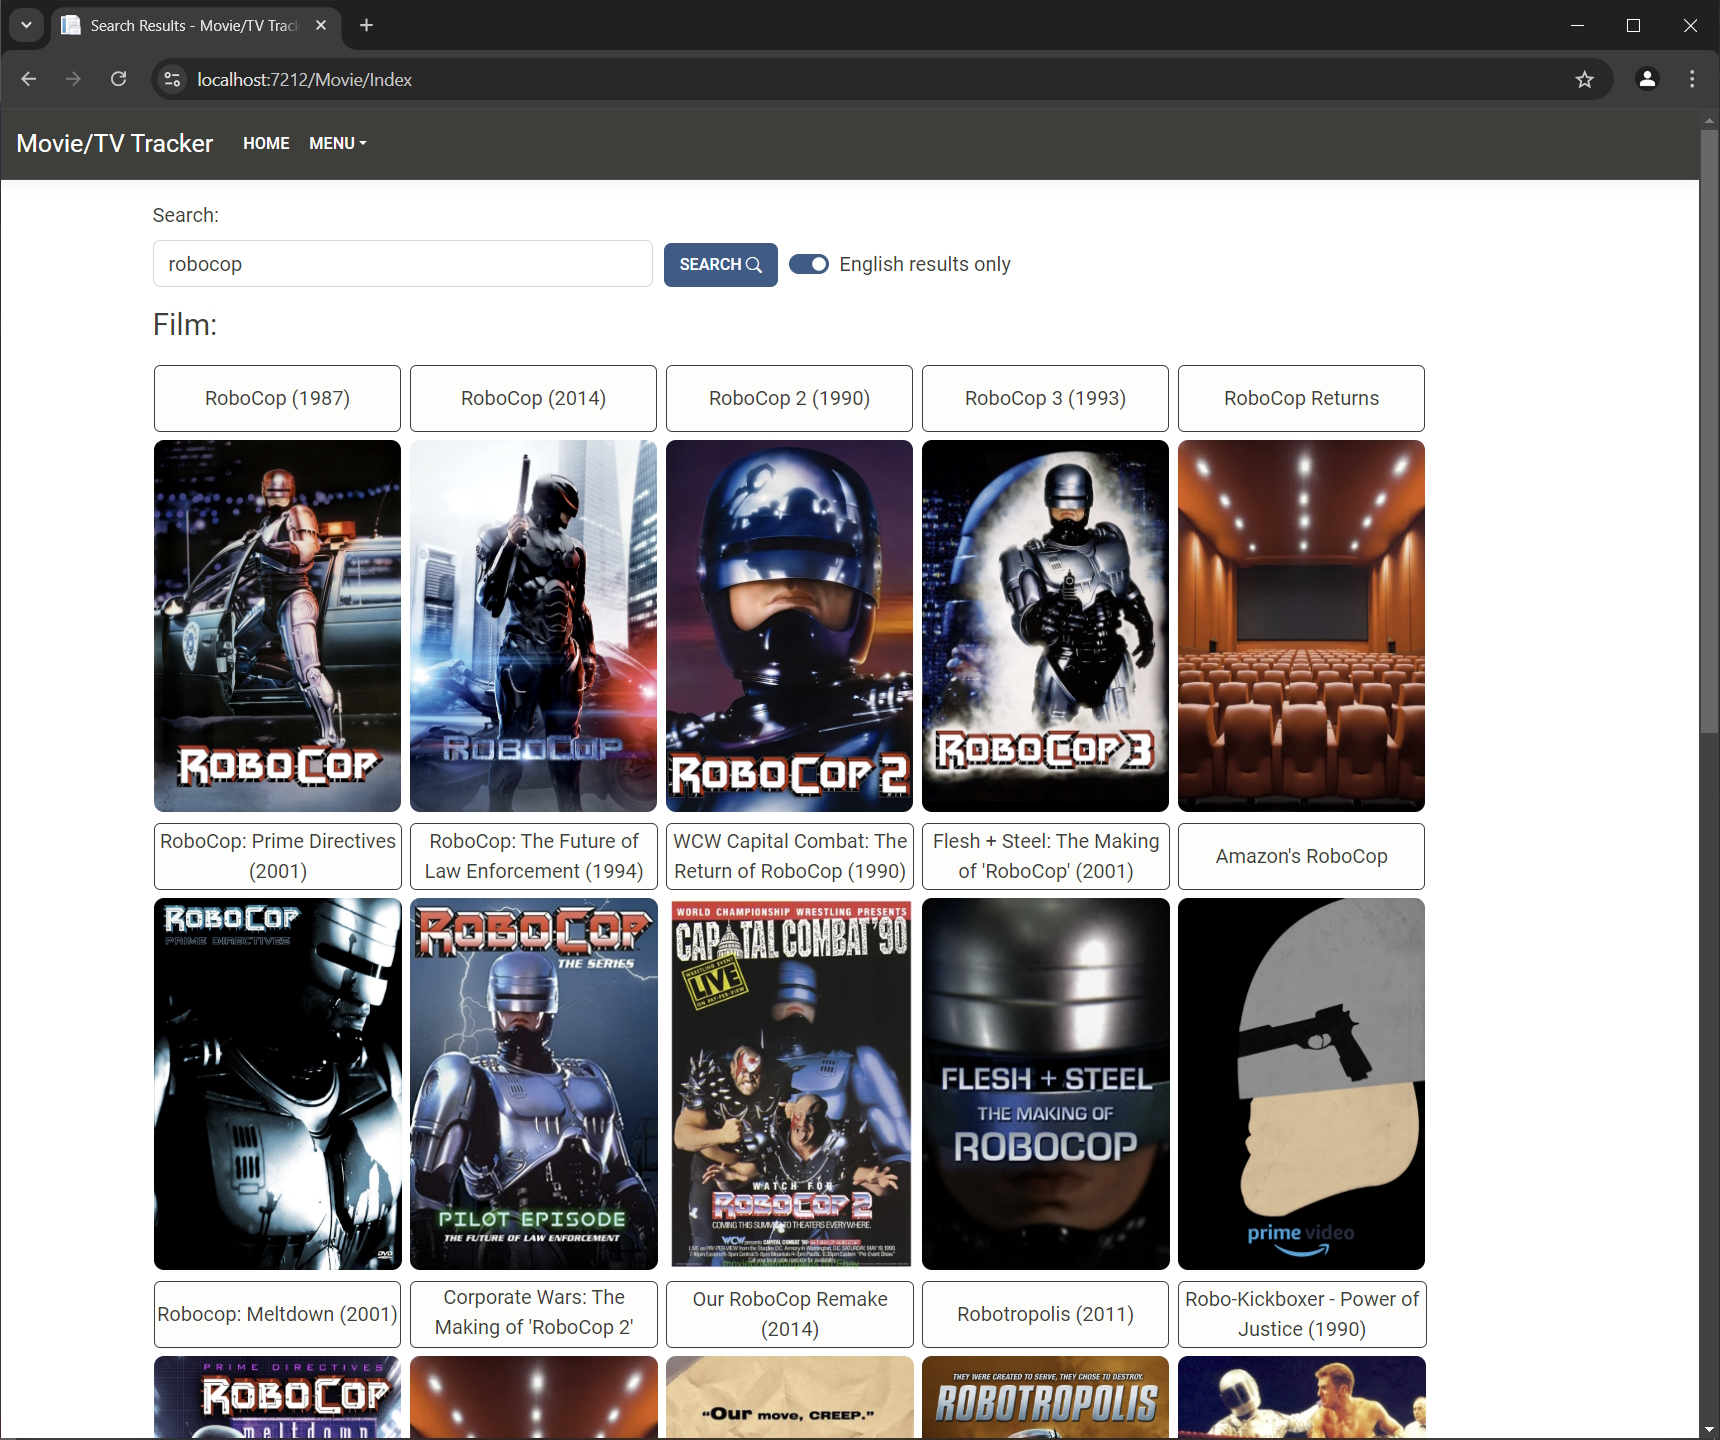 Search Results - Movie/TV Track
localhost:7212/Movie/Index
Movie/TV Tracker HOME MENU
Search:
robocop SEARCH English results only
Film:
RoboCop (1987)
RoboCop (2014)
RoboCop 2 (1990)
RoboCop 3 (1993)
RoboCop Returns
ROBOCOP
ROBOCOP
ROBOCOP 2
ROBOCOP 3
RoboCop: Prime Directives
(2001)
RoboCop: The Future of
Law Enforcement (1994)
WCW Capital Combat: The
Return of RoboCop (1990)
Flesh + Steel: The Making
of 'RoboCop' (2001)
Amazon's RoboCop
ROBOCOP
PRIME DIRECTIVES
DVD
ROBOCOP
THE SERIES
PILOT EPISODE
THE FUTURE OF LAW ENFORCEMENT
WORLD CHAMPIONSHIP WRESTLING PRESENTS
CAPITAL COMBAT '90
WRESTLING EVENT
LIVE
ON PAY-PER-VIEW
WATCH FOR
ROBOCOP 2
COMING THIS SUMMER TO THEATERS EVERYWHERE.
FLESH + STEEL
THE MAKING OF
ROBOCOP
prime video
Robocop: Meltdown (2001)
Corporate Wars: The
Making of 'RoboCop 2'
Our RoboCop Remake
(2014)
Robotropolis (2011)
Robo-Kickboxer - Power of
Justice (1990)
PRIME DIRECTIVES
ROBOCOP
meltdown
"Our move, CREEP."
THEY WERE CREATED TO SERVE, THEY CHOSE TO DESTROY.
ROBOTROPOLIS